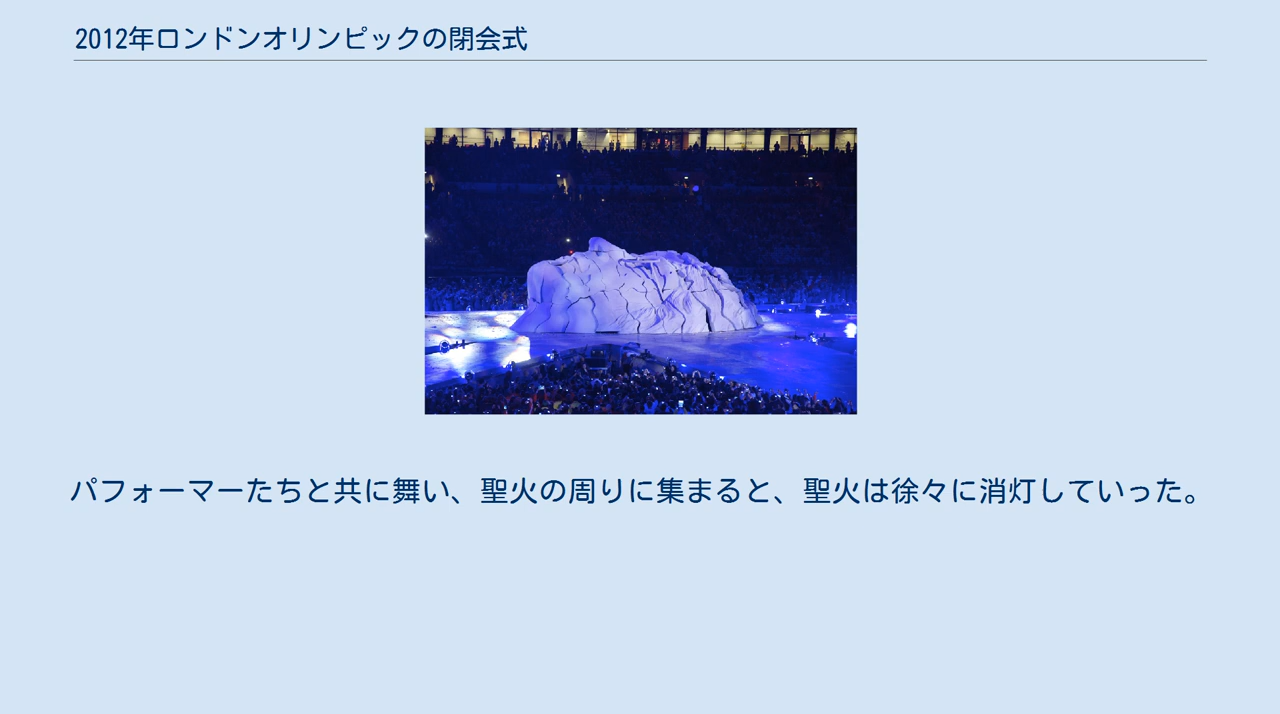 2012年ロンドンオリンピックの閉会式
パフォーマーたちと共に舞い、聖火の周りに集まると、聖火は徐々に消灯していった。